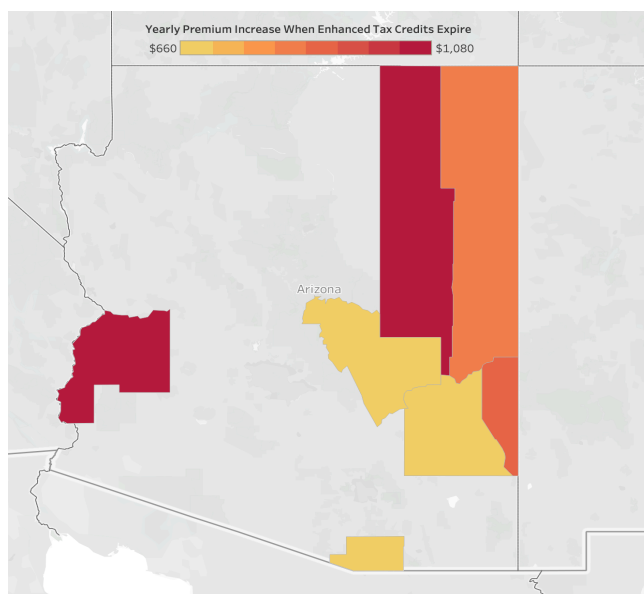 Yearly Premium Increase When Enhanced Tax Credits Expire
$660 $1,080
Arizona